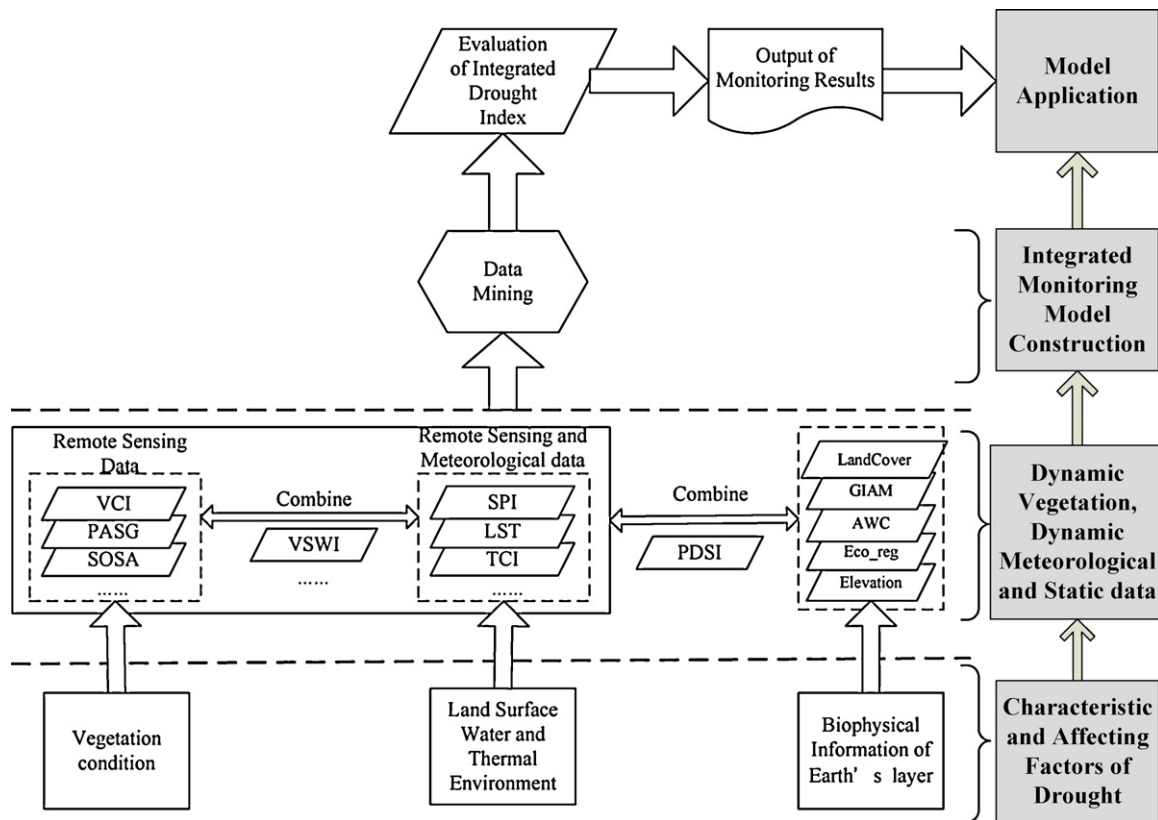 Evaluation
of Integrated
Drought
Index
Output of
Monitoring Results
Model
Application
Data
Mining
Integrated
Monitoring
Model
Construction
Remote Sensing
Data
VCI
PASG
SOSA
......
Combine
VSWI
......
Remote Sensing and
Meteorological data
SPI
LST
TCI
......
Combine
PDSI
LandCover
GIAM
AWC
Eco_reg
Elevation
Dynamic
Vegetation,
Dynamic
Meteorological
and Static data
Vegetation
condition
Land Surface
Water and
Thermal
Environment
Biophysical
Information of
Earth's layer
Characteristic
and Affecting
Factors of
Drought